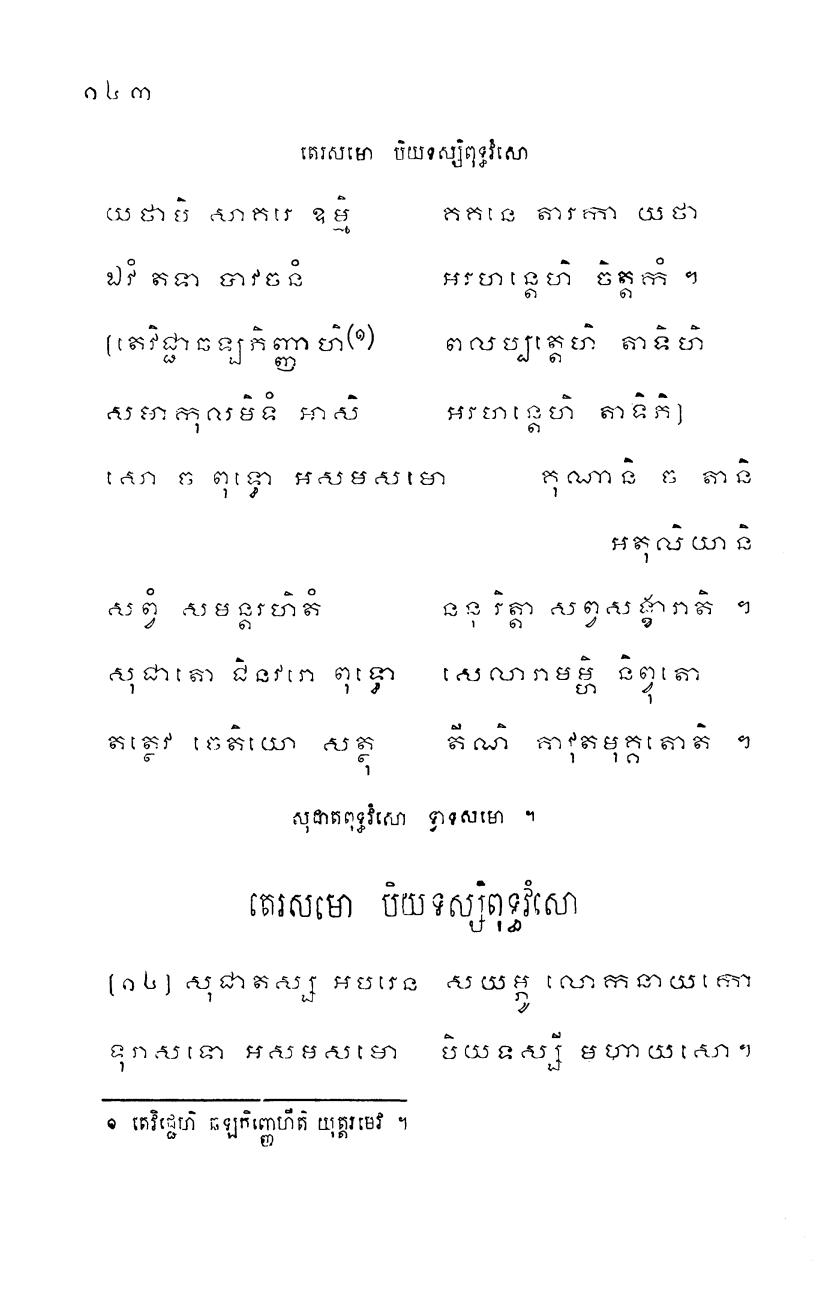 ១៤៣
តេរសមោ បិយទស្សិពុទ្ធវំសោ
យថាបិ សាគរេ ឧម្មិ គគនេ តារកា យថា
ឯវំ តទា បាវចនំ អរហន្តេហិ ចិត្តកំ ។
[តេវិជ្ជាឆឡភិញ្ញាហិ(១) ពលប្បត្តេហិ តាទិហិ
សមាកុលមិទំ អាសិ អរហន្តេហិ តាទិភិ]
សោ ច ពុទ្ធោ អសមសមោ គុណានិ ច តានិ
អតុលិយានិ
សព្វំ សមន្តរហិតំ ននុ រិត្តា សព្វសង្ខារាតិ ។
សុជាតោ ជិនវរោ ពុទ្ធោ សេលារាមម្ហិ និព្វុតោ
តត្ថេវ ចេតិយោ សត្ថុ តីណិ គាវុតមុគ្គតោតិ ។
សុជាតពុទ្ធវំសោ ទ្វាទសមោ ។
តេរសមោ បិយទស្សិពុទ្ធវំសោ
[១៤] សុជាតស្ស អបរេន សយម្ភូ លោកនាយកោ
ទុរាសទោ អសមសមោ បិយទស្សី មហាយសោ។
១ តេវិជ្ជេហិ ឆឡភិញ្ញេហីតិ យុត្តរមេវ ។